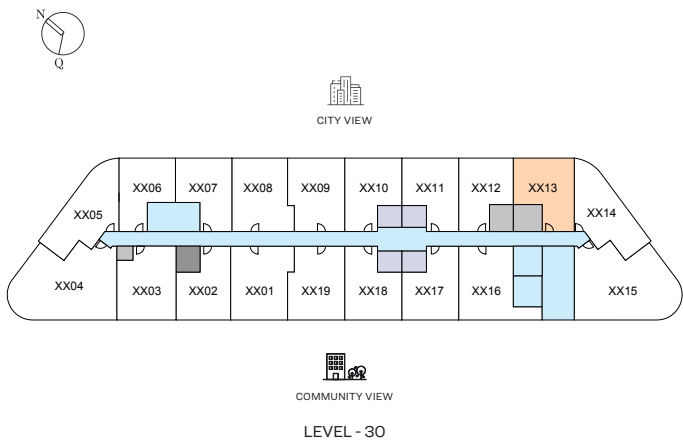 N
Q
CITY VIEW
XX06 XX07 XX08 XX09 XX10 XX11 XX12 XX13
XX05 XX14
XX04 XX03 XX02 XX01 XX19 XX18 XX17 XX16 XX15
COMMUNITY VIEW
LEVEL - 30